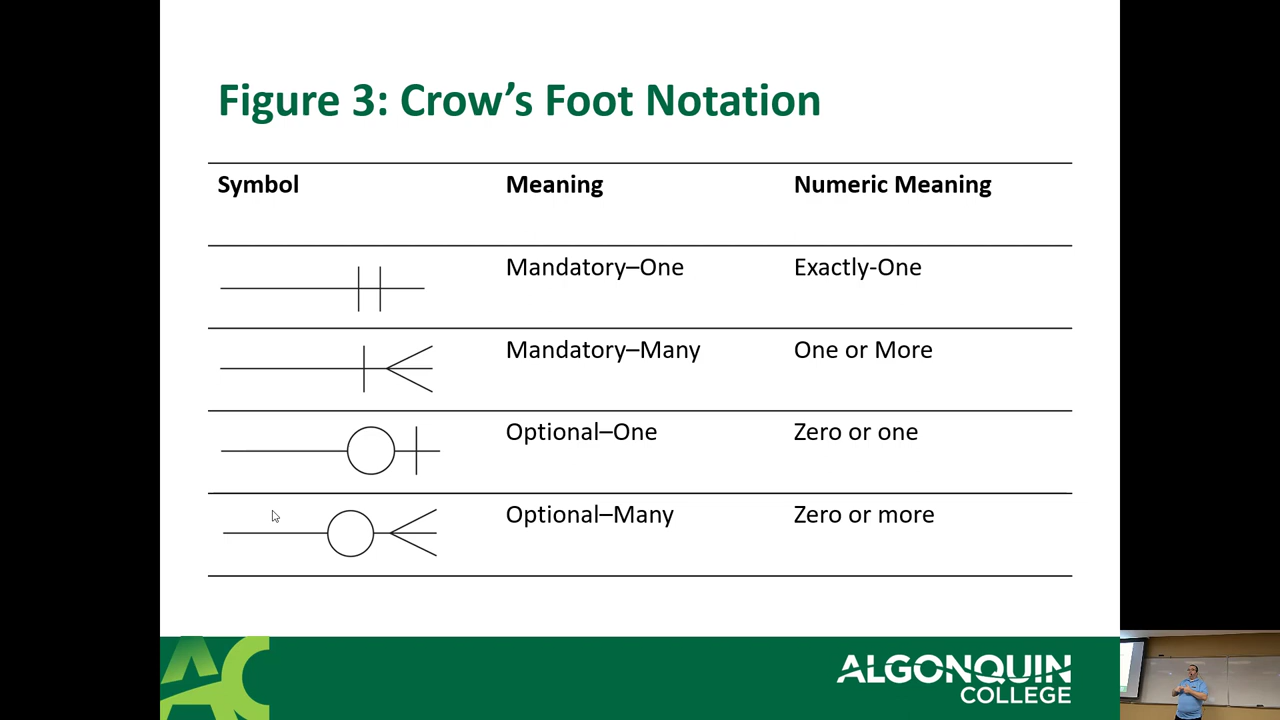 Figure 3: Crow’s Foot Notation
Symbol Meaning Numeric Meaning
Mandatory–One Exactly-One
Mandatory–Many One or More
Optional–One Zero or one
Optional–Many Zero or more
AC
ALGONQUIN
COLLEGE